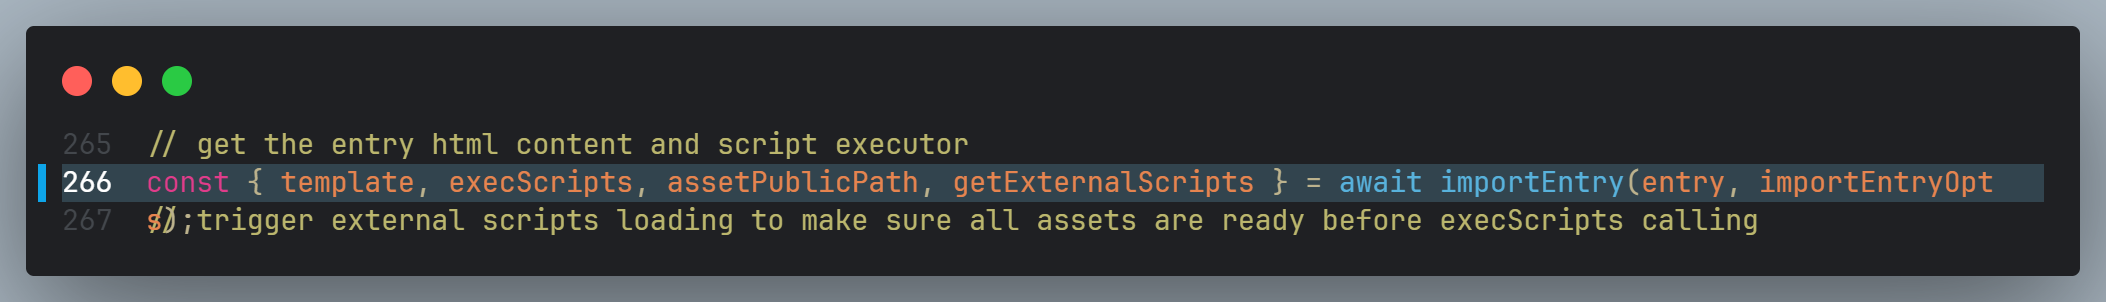 265 // get the entry html content and script executor
266 const { template, execScripts, assetPublicPath, getExternalScripts } = await importEntry(entry, importEntryOpt
s);
267 // trigger external scripts loading to make sure all assets are ready before execScripts calling